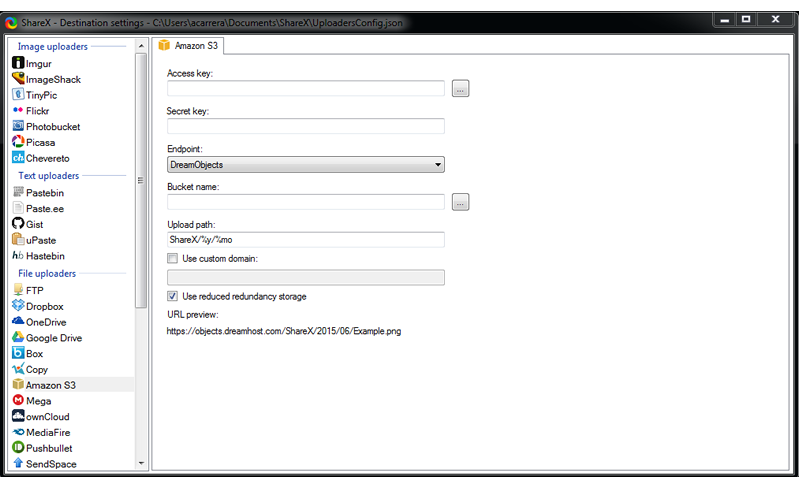 ShareX - Destination settings - C:\Users\acarrera\Documents\ShareX\UploadersConfig.json
Image uploaders
Imgur
ImageShack
TinyPic
Flickr
Photobucket
Picasa
ch Chevereto
Text uploaders
Pastebin
Paste.ee
Gist
uPaste
hb Hastebin
File uploaders
FTP
Dropbox
OneDrive
Google Drive
Box
Copy
Amazon S3
Mega
ownCloud
MediaFire
Pushbullet
SendSpace
Amazon S3
Access key:
...
Secret key:
Endpoint:
DreamObjects
Bucket name:
...
Upload path:
ShareX/%y/%mo
Use custom domain:
Use reduced redundancy storage
URL preview:
https://objects.dreamhost.com/ShareX/2015/06/Example.png